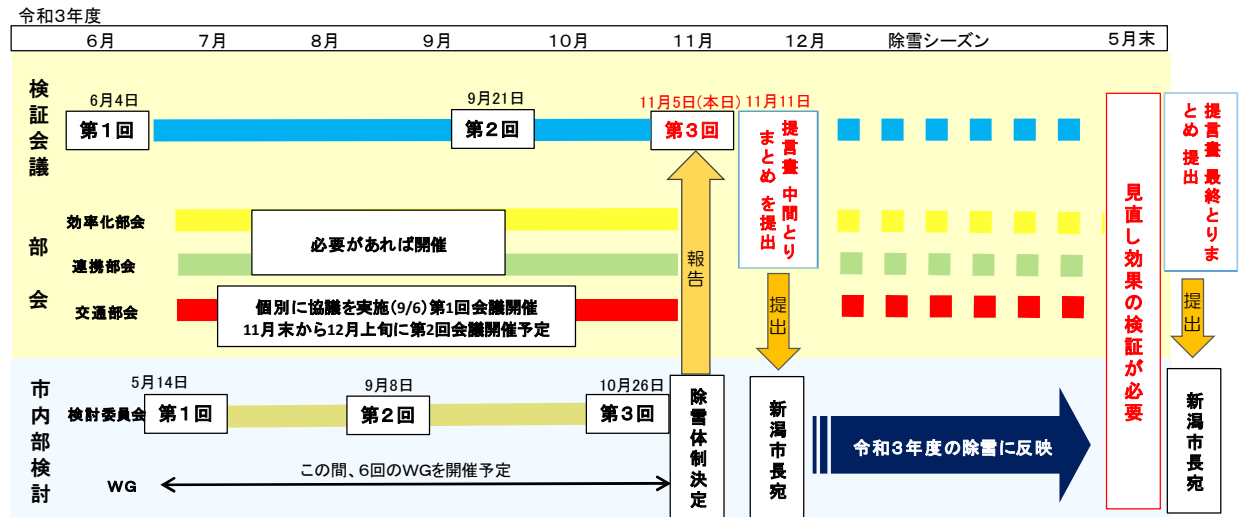 令和3年度
6月 7月 8月 9月 10月 11月 12月 除雪シーズン 5月末
検証会議
6月4日
第1回
9月21日
第2回
11月5日(本日)
第3回
11月11日
提言書 中間とり
まとめ を提出
提言書 最終とりま
とめ 提出
部会
効率化部会
連携部会
交通部会
必要があれば開催
個別に協議を実施(9/6)第1回会議開催
11月末から12月上旬に第2回会議開催予定
報告
提出
見直し効果の検証が必要
提出
市内部検討
検討委員会
5月14日
第1回
9月8日
第2回
10月26日
第3回
除雪体制決定
新潟市長宛
令和3年度の除雪に反映
新潟市長宛
WG
この間、6回のWGを開催予定